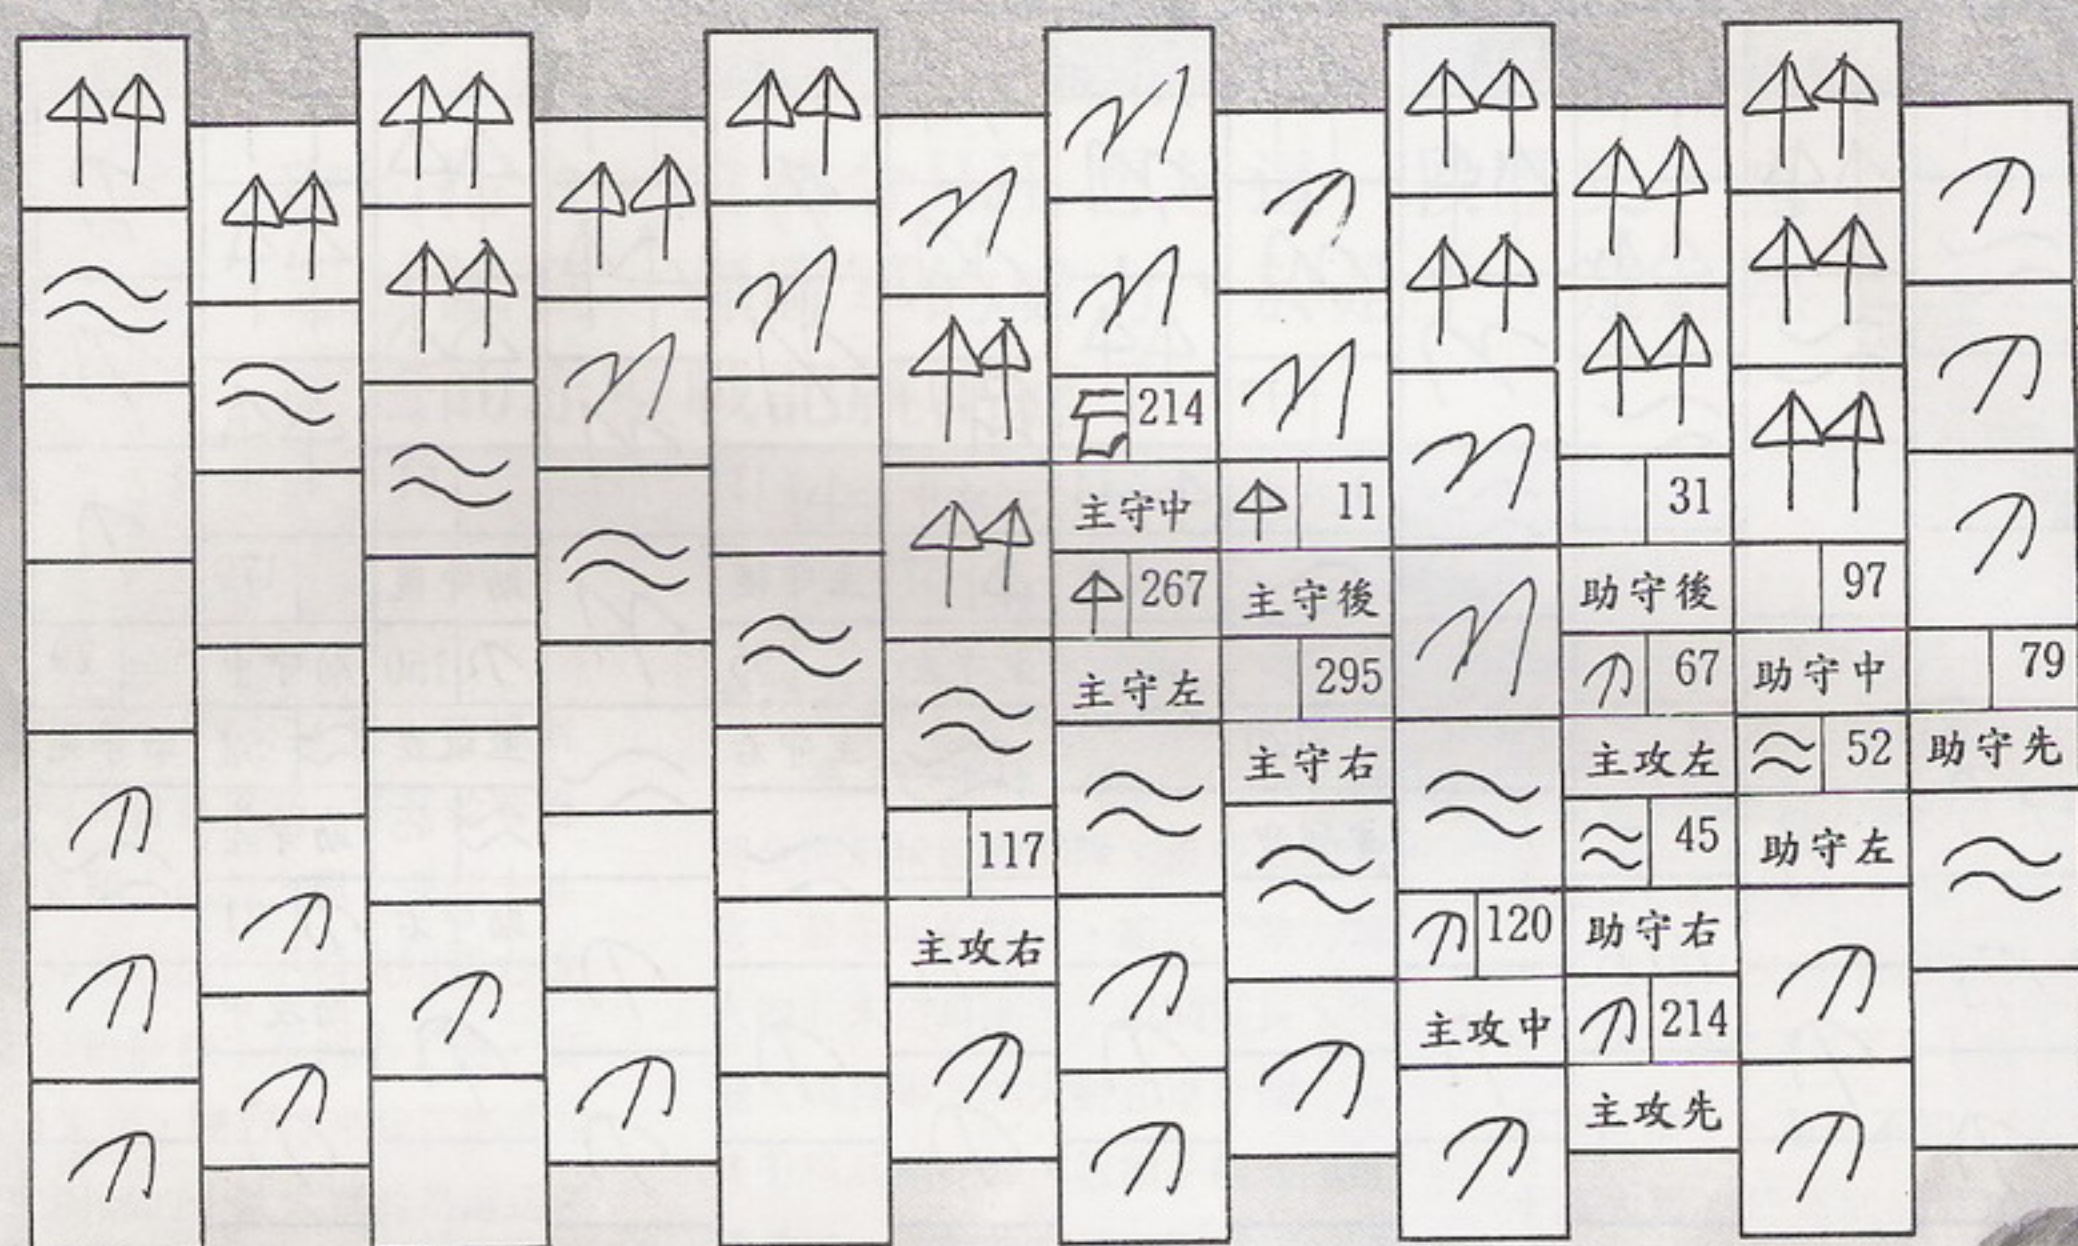 214
主守中
11
31
267
主守後
助守後
97
主守左
295
67
助守中
79
主守右
主攻左
52
助守先
117
45
助守左
主攻右
120
助守右
主攻中
214
主攻先